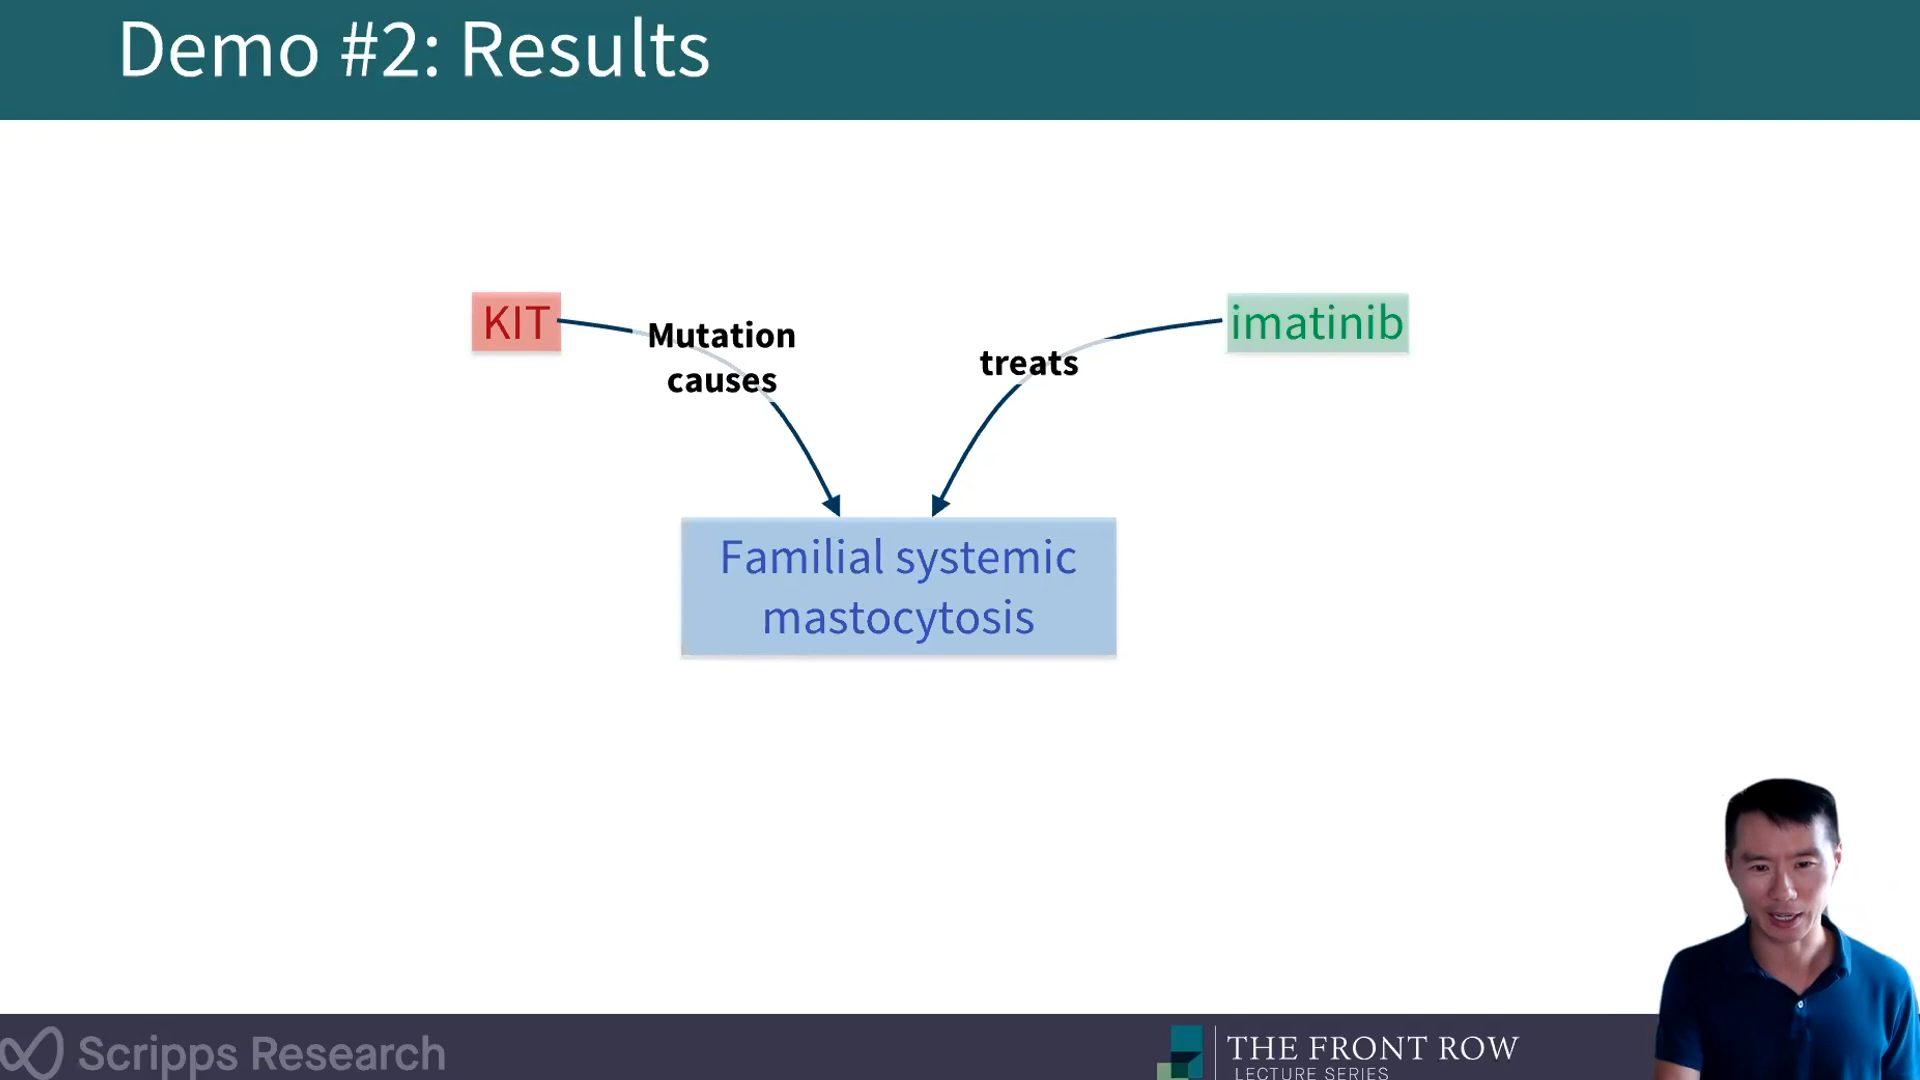 Demo #2: Results
KIT
Mutation
causes
treats
imatinib
Familial systemic
mastocytosis
Scripps Research
THE FRONT ROW
LECTURE SERIES